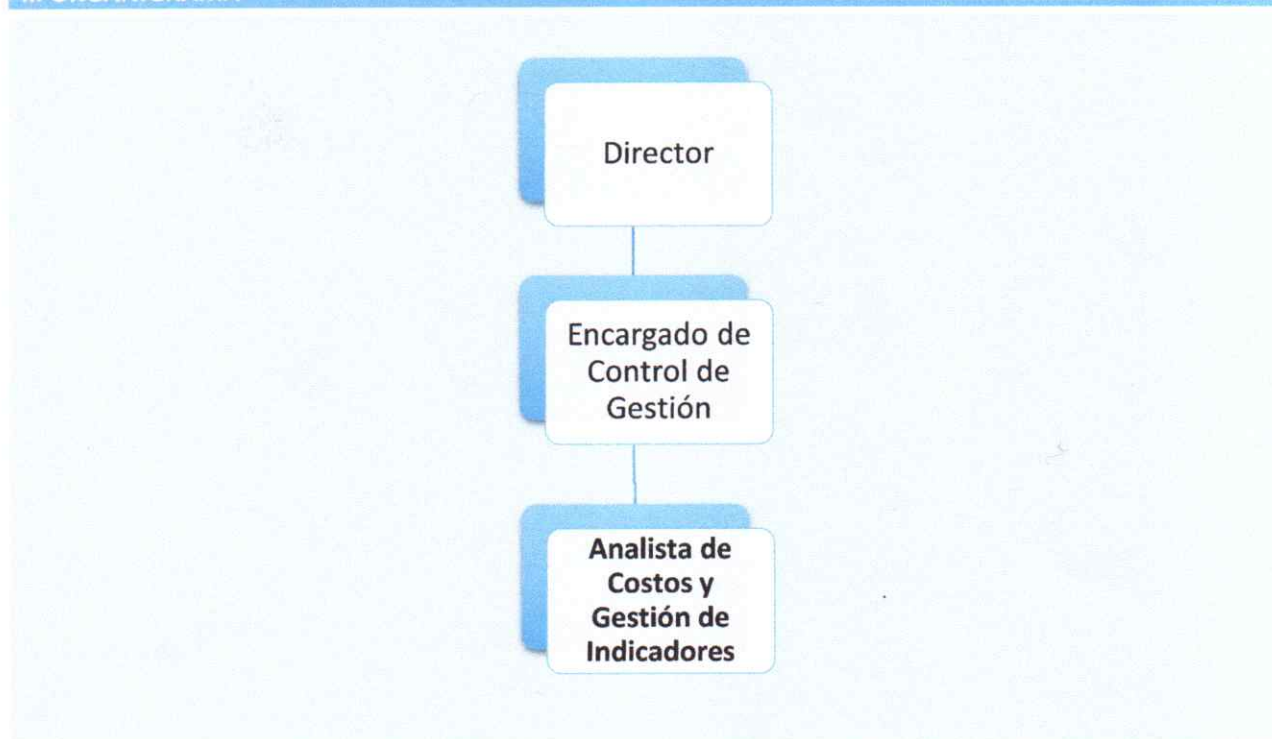 Director
Encargado de
Control de
Gestión
Analista de
Costos y
Gestión de
Indicadores